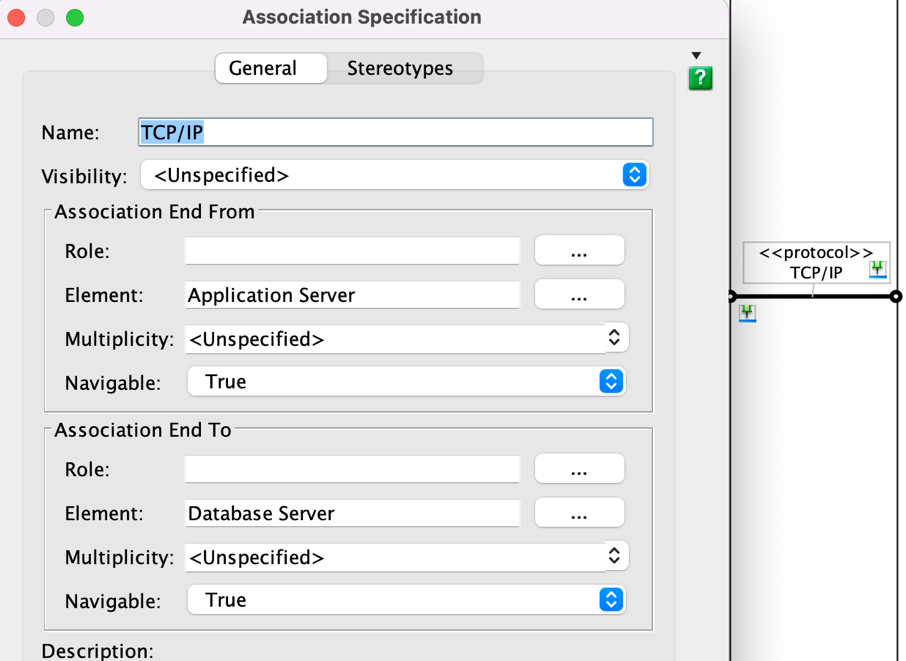 Association Specification
General Stereotypes
?
Name: TCP/IP
Visibility: <Unspecified>
Association End From
Role: ...
Element: Application Server ...
Multiplicity: <Unspecified>
Navigable: True
Association End To
Role: ...
Element: Database Server ...
Multiplicity: <Unspecified>
Navigable: True
Description:
<<protocol>>
TCP/IP